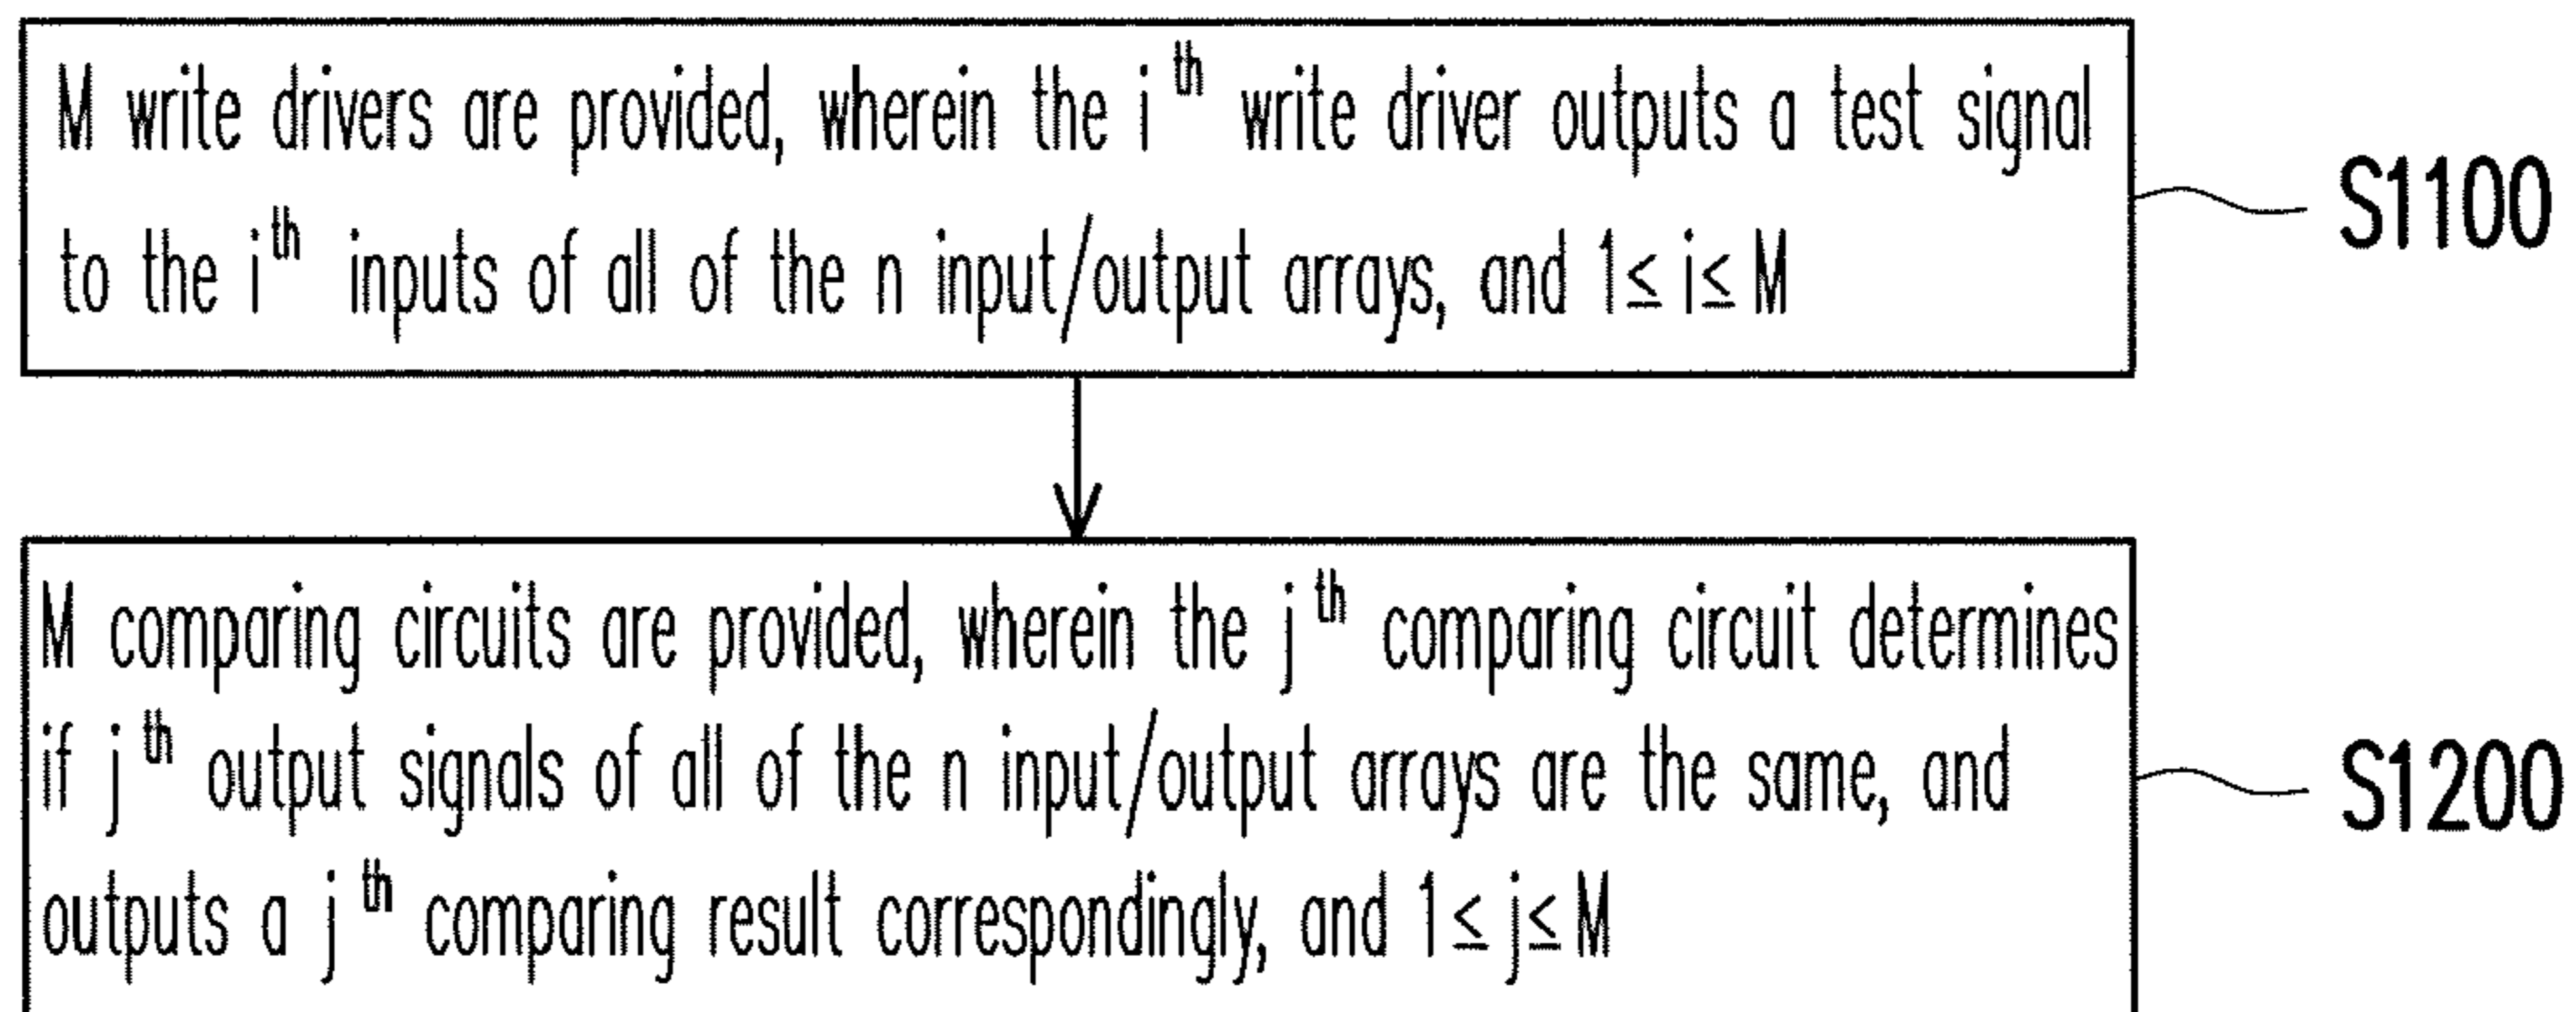 M write drivers are provided, wherein the i th write driver outputs a test signal
to the i th inputs of all of the n input/output arrays, and 1≤ i≤ M
S1100
M comparing circuits are provided, wherein the j th comparing circuit determines
if j th output signals of all of the n input/output arrays are the same, and
outputs a j th comparing result correspondingly, and 1≤ j≤ M
S1200